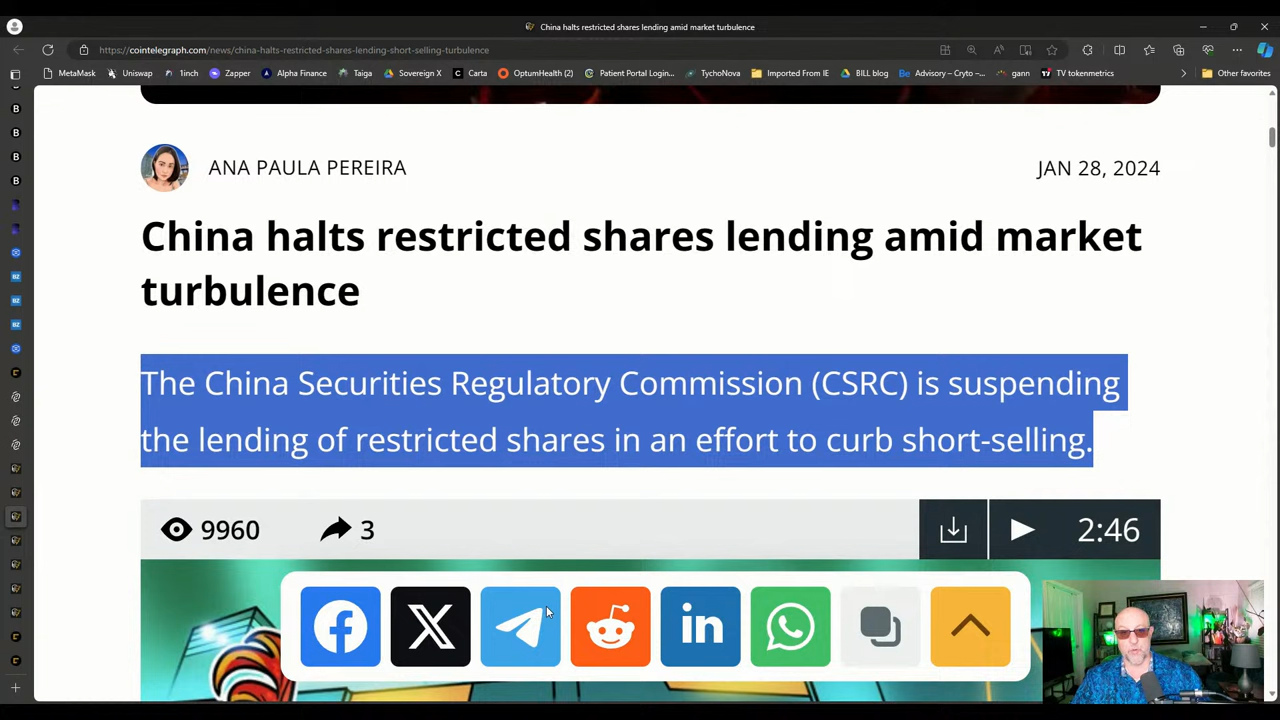 China halts restricted shares lending amid market turbulence
https://cointelegraph.com/news/china-halts-restricted-shares-lending-short-selling-turbulence
MetaMask
Uniswap
1inch
Zapper
Alpha Finance
Taiga
Sovereign X
Carta
OptumHealth (2)
Patient Portal Login...
TychoNova
Imported From IE
BILL blog
Advisory – Cryto –...
gann
TV tokenmetrics
Other favorites
ANA PAULA PEREIRA
JAN 28, 2024
China halts restricted shares lending amid market
turbulence
The China Securities Regulatory Commission (CSRC) is suspending
the lending of restricted shares in an effort to curb short-selling.
9960
3
2:46